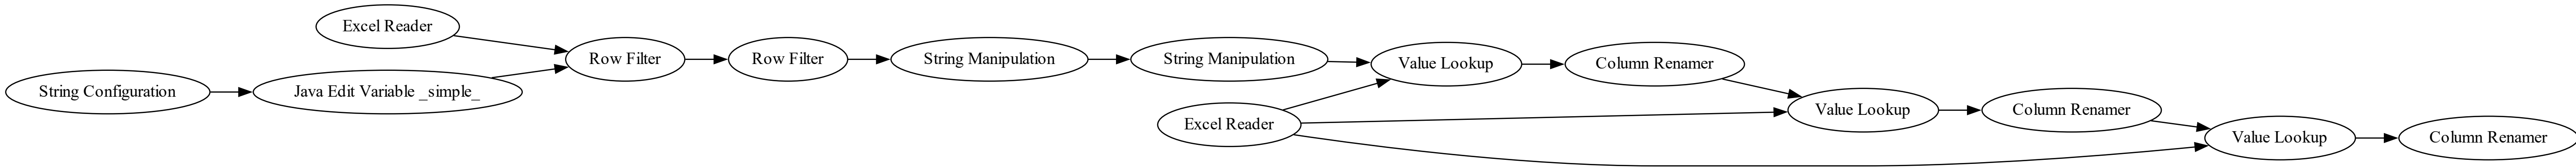 Excel Reader
String Configuration
Java Edit Variable _simple_
Row Filter
Row Filter
String Manipulation
String Manipulation
Excel Reader
Value Lookup
Column Renamer
Value Lookup
Column Renamer
Value Lookup
Column Renamer